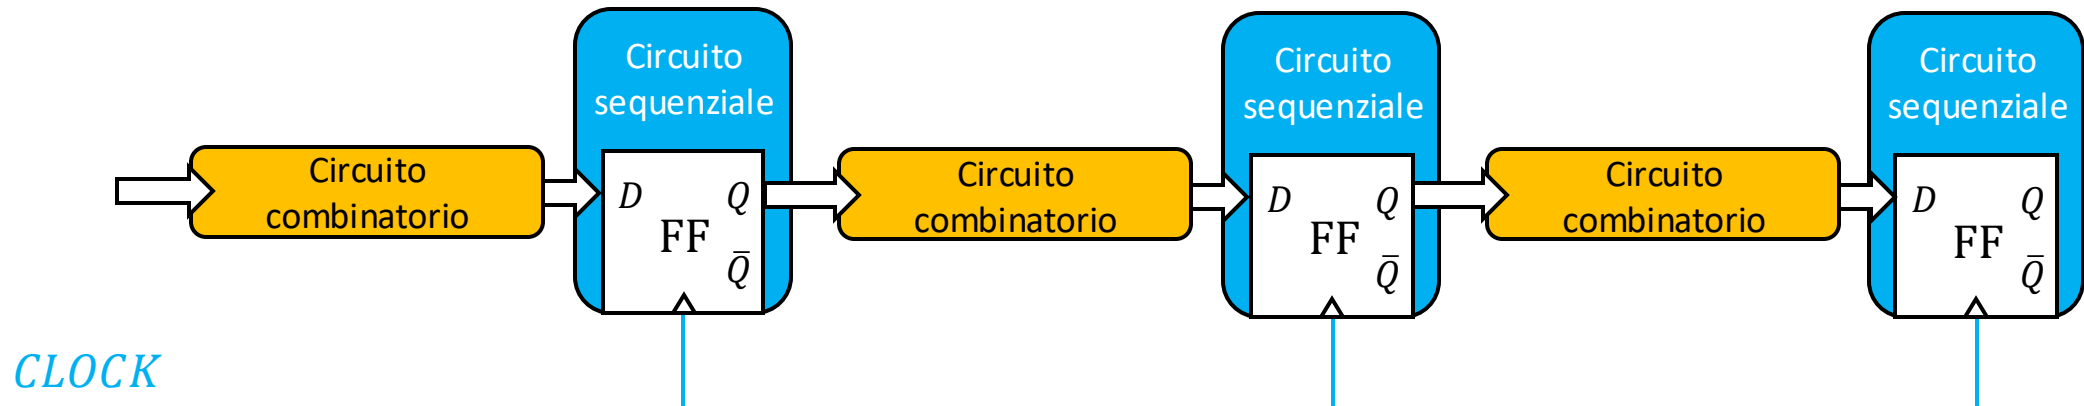 Circuito
sequenziale
Circuito
combinatorio
D Q
FF
Q̅
Circuito
combinatorio
Circuito
sequenziale
D Q
FF
Q̅
Circuito
combinatorio
Circuito
sequenziale
D Q
FF
Q̅
CLOCK